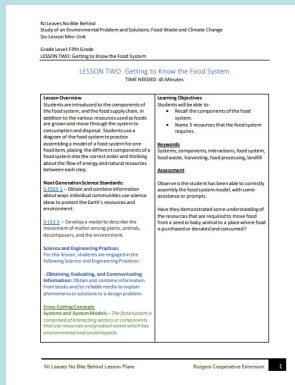 NJ Leaves No Bite Behind
Study of an Environmental Problem and Solutions: Food Waste and Climate Change
Six-Lesson Mini-Unit
Grade Level: Fifth Grade
LESSON TWO: Getting to Know the Food System
LESSON TWO: Getting to Know the Food System
TIME NEEDED: 45 Minutes
Lesson Overview
Students are introduced to the components of
the food system, and the food supply chain, in
addition to the various resources used as foods
are grown and move through the system to
consumption and disposal. Students use a
diagram of the food system to practice
assembling a model of a food system for one
food item, placing the different components of a
food system into the correct order and thinking
about the flow of energy and natural resources
between each step.
Next Generation Science Standards:
5-ESS3-1 – Obtain and combine information
about ways individual communities use science
ideas to protect the Earth's resources and
environment.
5-LS2-1 – Develop a model to describe the
movement of matter among plants, animals,
decomposers, and the environment.
Science and Engineering Practices
For this lesson, students are engaged in the
following Science and Engineering Practices:
- Obtaining, Evaluating, and Communicating
Information: Obtain and combine information
from books and/or reliable media to explain
phenomena or solutions to a design problem.
Cross Cutting Concepts
Systems and System Models – The food system is
comprised of interacting sectors or components
that use resources and produce waste which has
environmental and social impacts.
Learning Objectives
Students will be able to:
• Recall the components of the food
system.
• Name 3 resources that the food system
requires.
Keywords
Systems, components, interactions, food system,
food waste, harvesting, food processing, landfill
Assessment
Observe is the student has been able to correctly
assembly the food system model, with some
assistance or prompts.
Have they demonstrated some understanding of
the resources that are required to move food
from a seed or baby animal to a place where food
is purchased or donated and consumed?
NJ Leaves No Bite Behind Lesson Plans
Rutgers Cooperative Extension
1